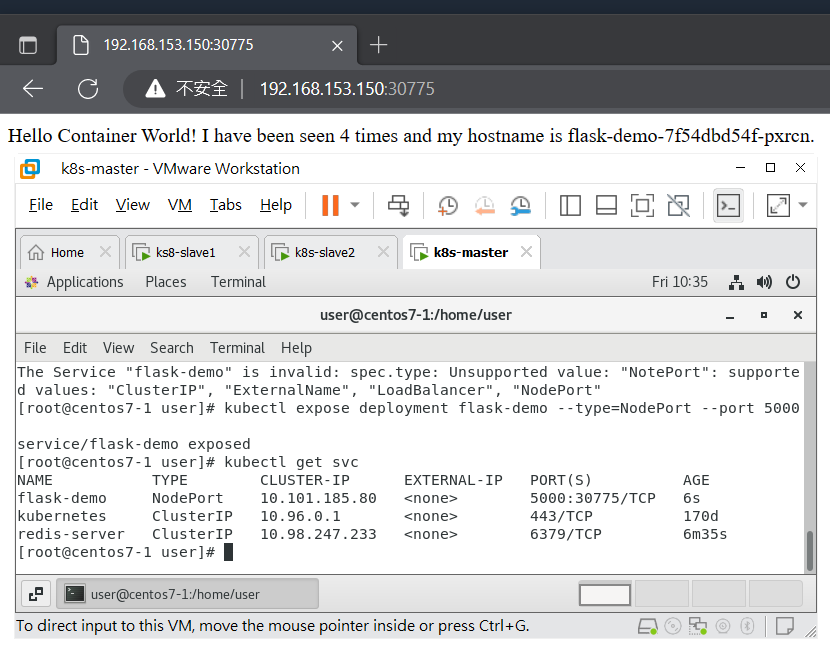 192.168.153.150:30775
不安全 192.168.153.150:30775
Hello Container World! I have been seen 4 times and my hostname is flask-demo-7f54dbd54f-pxrcn.
k8s-master - VMware Workstation
File Edit View VM Tabs Help
Home ks8-slave1 k8s-slave2 k8s-master
Applications Places Terminal Fri 10:35
user@centos7-1:/home/user
File Edit View Search Terminal Help
The Service "flask-demo" is invalid: spec.type: Unsupported value: "NotePort": supporte
d values: "ClusterIP", "ExternalName", "LoadBalancer", "NodePort"
[root@centos7-1 user]# kubectl expose deployment flask-demo --type=NodePort --port 5000
service/flask-demo exposed
[root@centos7-1 user]# kubectl get svc
NAME TYPE CLUSTER-IP EXTERNAL-IP PORT(S) AGE
flask-demo NodePort 10.101.185.80 <none> 5000:30775/TCP 6s
kubernetes ClusterIP 10.96.0.1 <none> 443/TCP 170d
redis-server ClusterIP 10.98.247.233 <none> 6379/TCP 6m35s
[root@centos7-1 user]#
user@centos7-1:/home/user
To direct input to this VM, move the mouse pointer inside or press Ctrl+G.